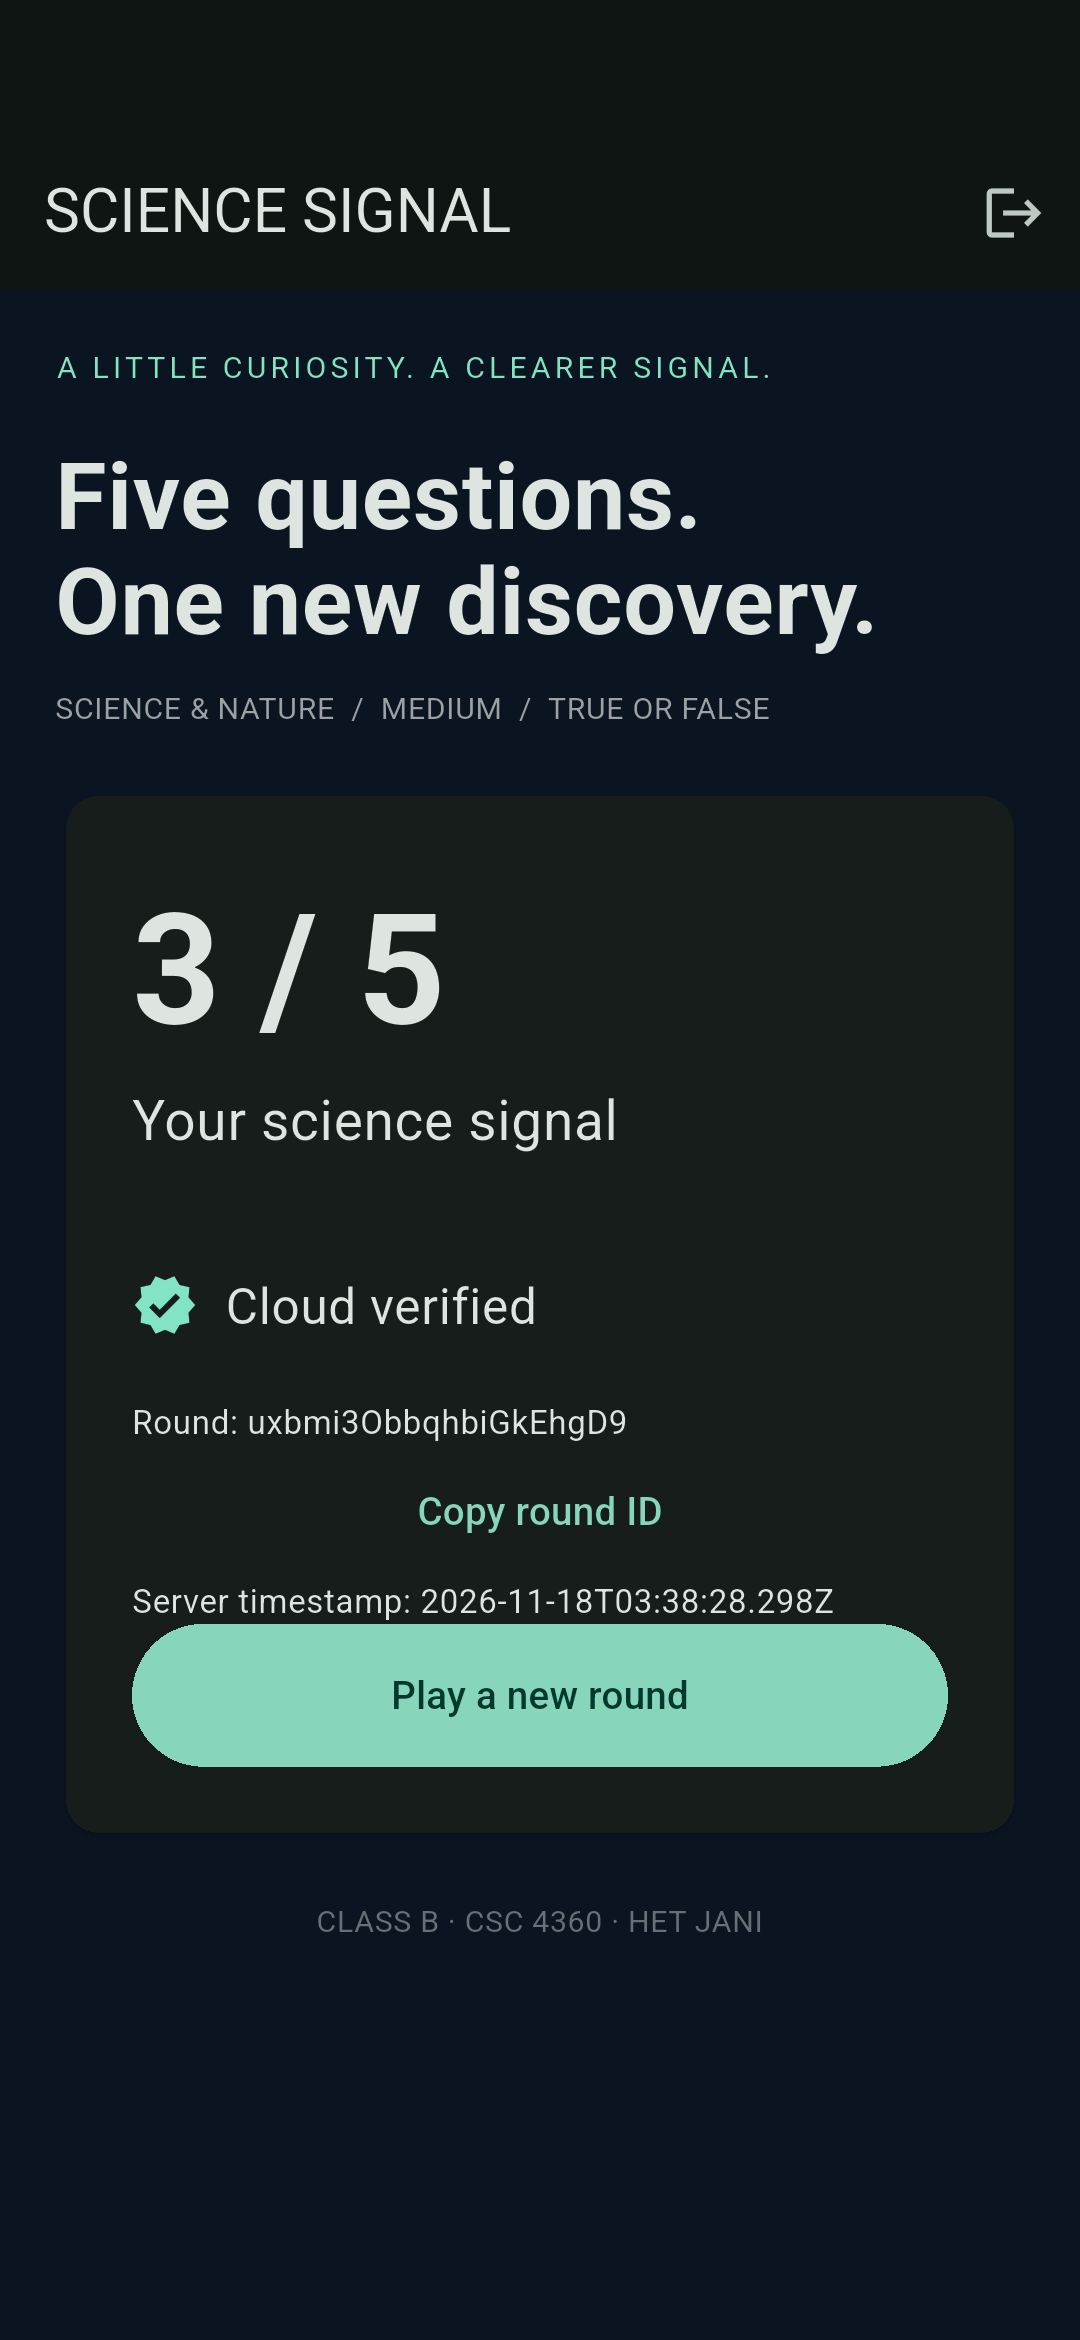 SCIENCE SIGNAL
A LITTLE CURIOSITY. A CLEARER SIGNAL.
Five questions.
One new discovery.
SCIENCE & NATURE / MEDIUM / TRUE OR FALSE
3 / 5
Your science signal
Cloud verified
Round: uxbmi3ObbqhbiGkEhgD9
Copy round ID
Server timestamp: 2026-11-18T03:38:28.298Z
Play a new round
CLASS B · CSC 4360 · HET JANI